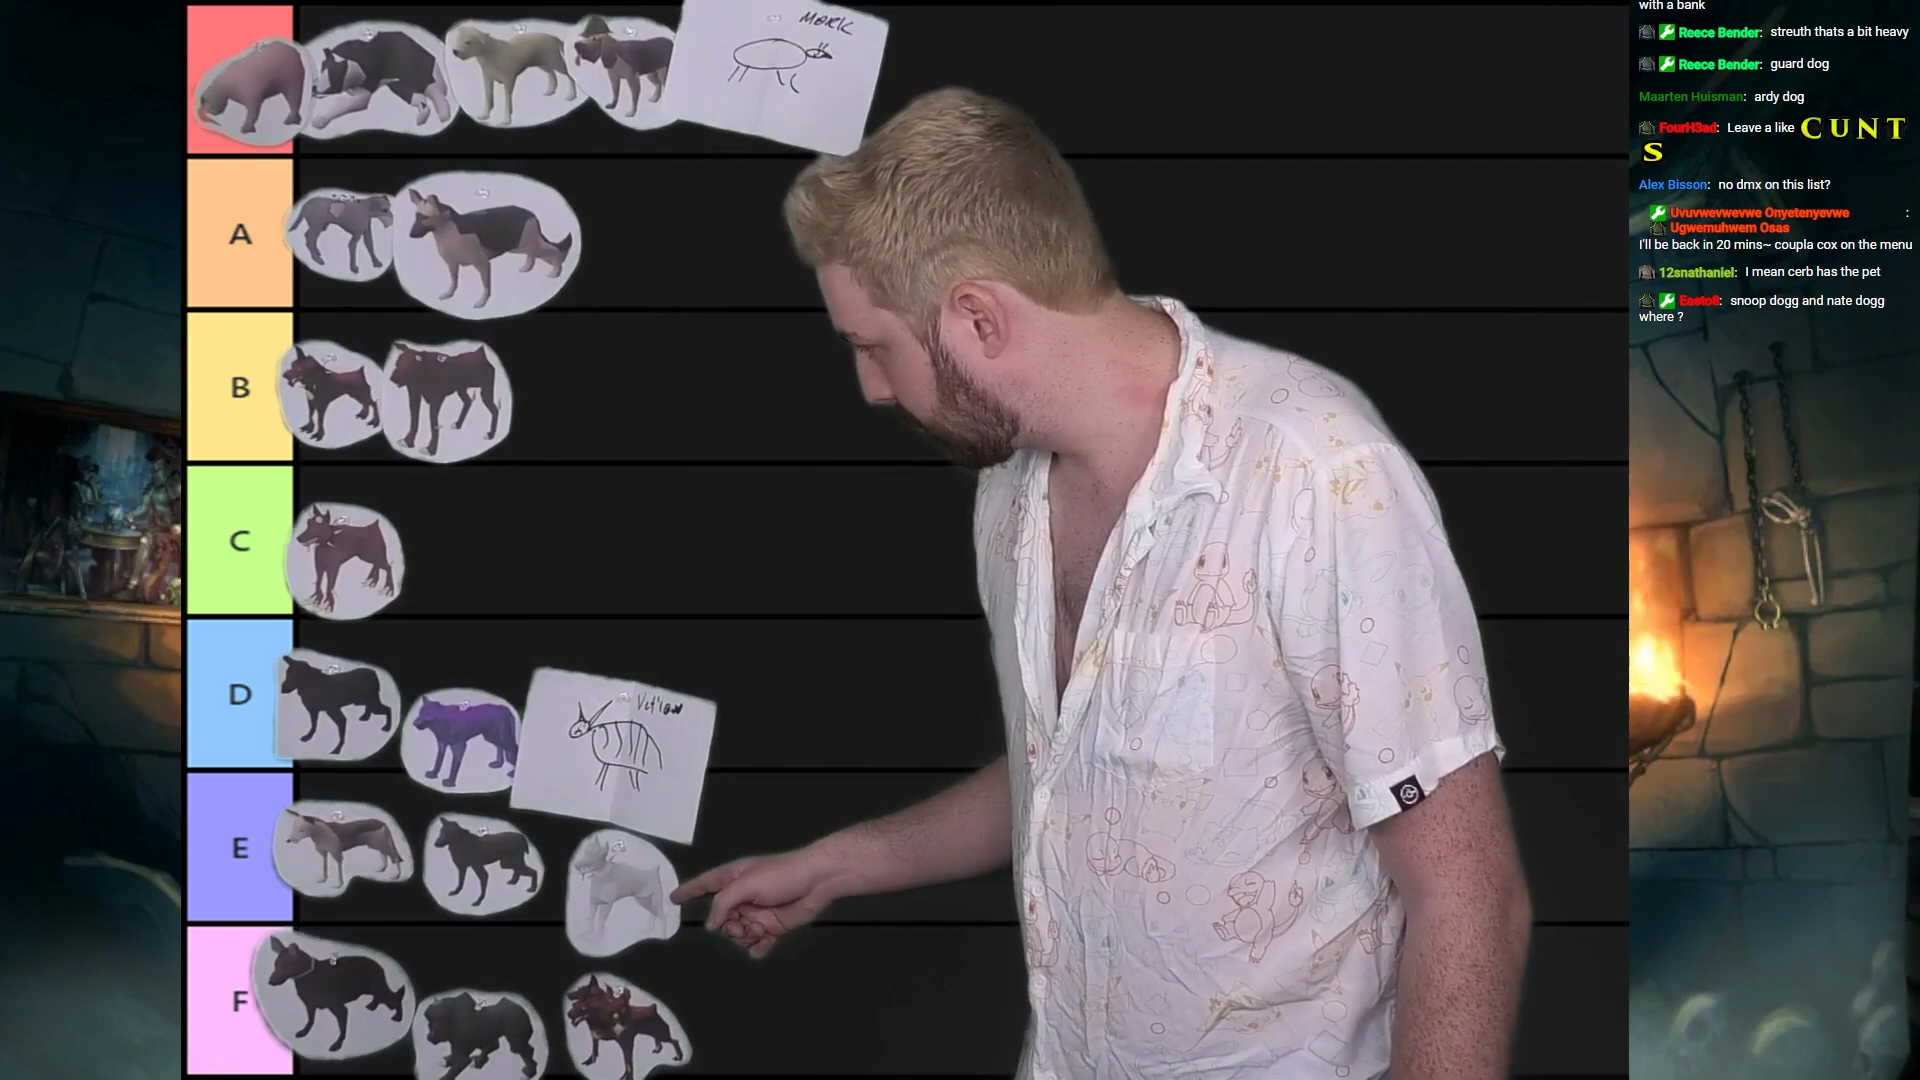 with a bank
Reece Bender: streuth thats a bit heavy
Reece Bender: guard dog
Maarten Huisman: ardy dog
FourH3ad: Leave a like C U N T
S
Alex Bisson: no dmx on this list?
Uvuvwevwevwe Onyetenyevwe :
Ugwemuhwem Osas
I'll be back in 20 mins~ coupla cox on the menu
12snathaniel: I mean cerb has the pet
Easto8: snoop dogg and nate dogg
where ?
A
B
C
D
E
F